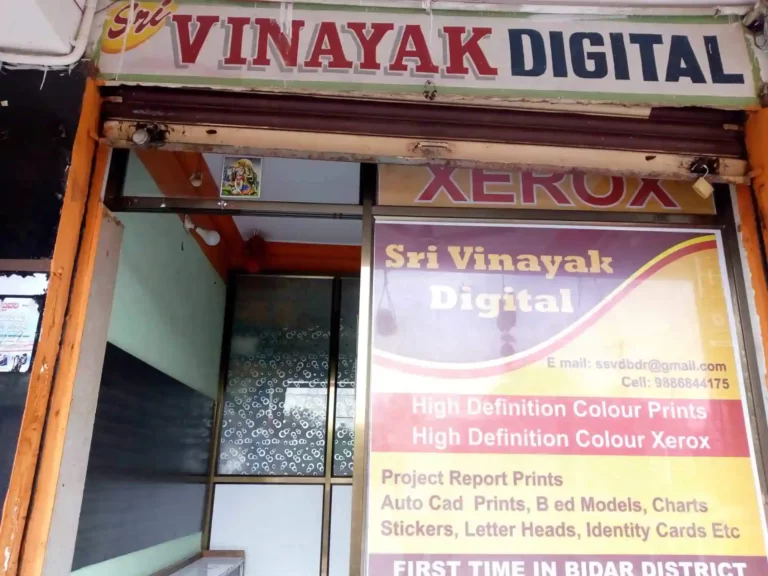 Sri VINAYAK DIGITAL
XEROX
Sri Vinayak
Digital
E mail: ssvdbdr@gmail.com
Cell: 9886844175
High Definition Colour Prints
High Definition Colour Xerox
Project Report Prints
Auto Cad Prints, B ed Models, Charts
Stickers, Letter Heads, Identity Cards Etc
FIRST TIME IN BIDAR DISTRICT